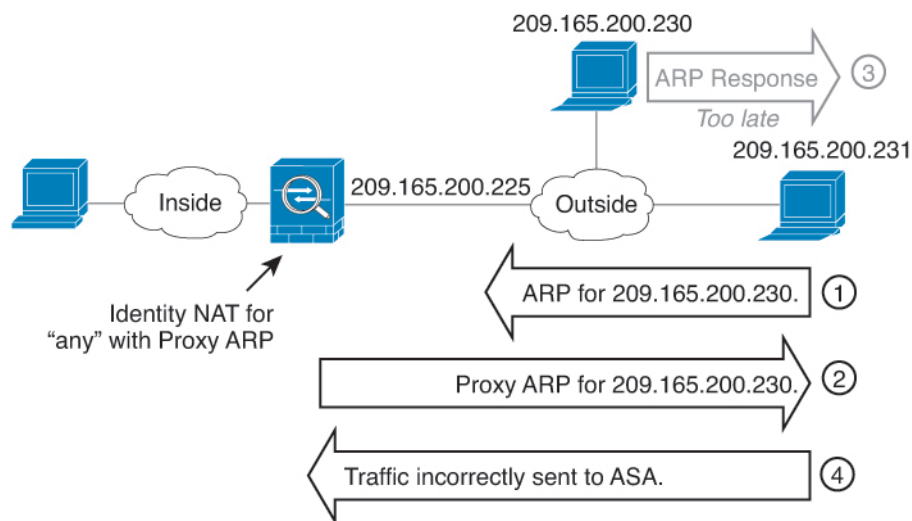 209.165.200.230
ARP Response
3
Too late
209.165.200.231
Inside
209.165.200.225
Outside
Identity NAT for
“any” with Proxy ARP
ARP for 209.165.200.230.
1
Proxy ARP for 209.165.200.230.
2
Traffic incorrectly sent to ASA.
4